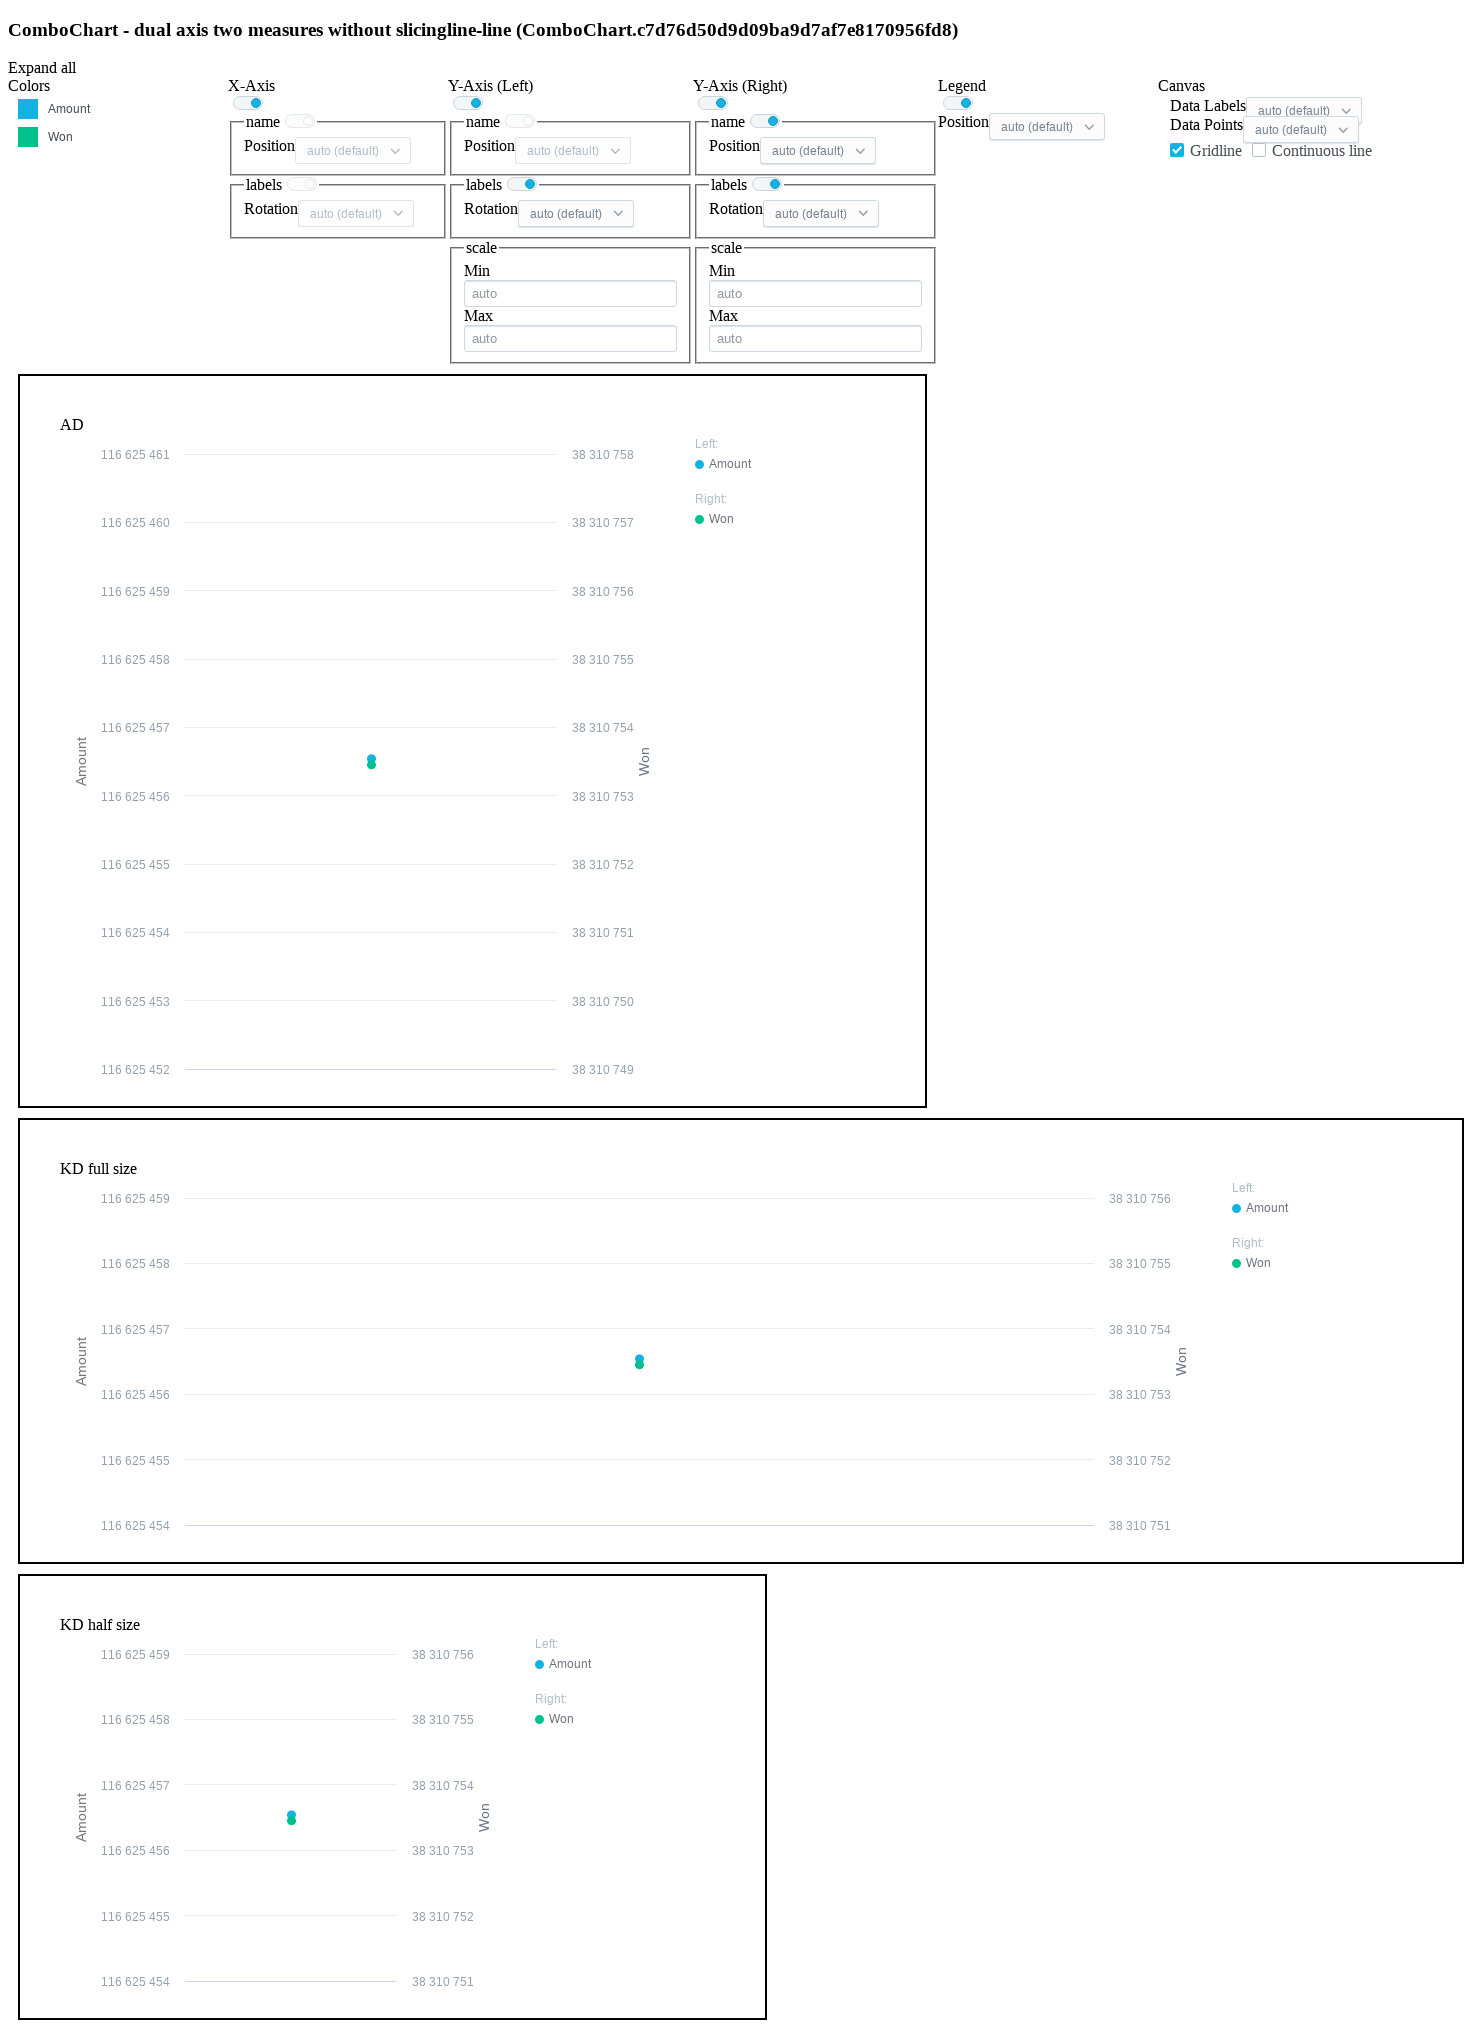 ComboChart - dual axis two measures without slicingline-line (ComboChart.c7d76d50d9d09ba9d7af7e8170956fd8)
Expand all
Colors
Amount
Won
X-Axis
name
Position auto (default)
labels
Rotation auto (default)
Y-Axis (Left)
name
Position auto (default)
labels
Rotation auto (default)
scale
Min
auto
Max
auto
Y-Axis (Right)
name
Position auto (default)
labels
Rotation auto (default)
scale
Min
auto
Max
auto
Legend
Position auto (default)
Canvas
Data Labels auto (default)
Data Points auto (default)
Gridline Continuous line
AD
116 625 461 38 310 758
116 625 460 38 310 757
116 625 459 38 310 756
116 625 458 38 310 755
116 625 457 38 310 754
116 625 456 38 310 753
116 625 455 38 310 752
116 625 454 38 310 751
116 625 453 38 310 750
116 625 452 38 310 749
Amount
Won
Left:
Amount
Right:
Won
KD full size
116 625 459 38 310 756
116 625 458 38 310 755
116 625 457 38 310 754
116 625 456 38 310 753
116 625 455 38 310 752
116 625 454 38 310 751
Amount
Won
Left:
Amount
Right:
Won
KD half size
116 625 459 38 310 756
116 625 458 38 310 755
116 625 457 38 310 754
116 625 456 38 310 753
116 625 455 38 310 752
116 625 454 38 310 751
Amount
Won
Left:
Amount
Right:
Won